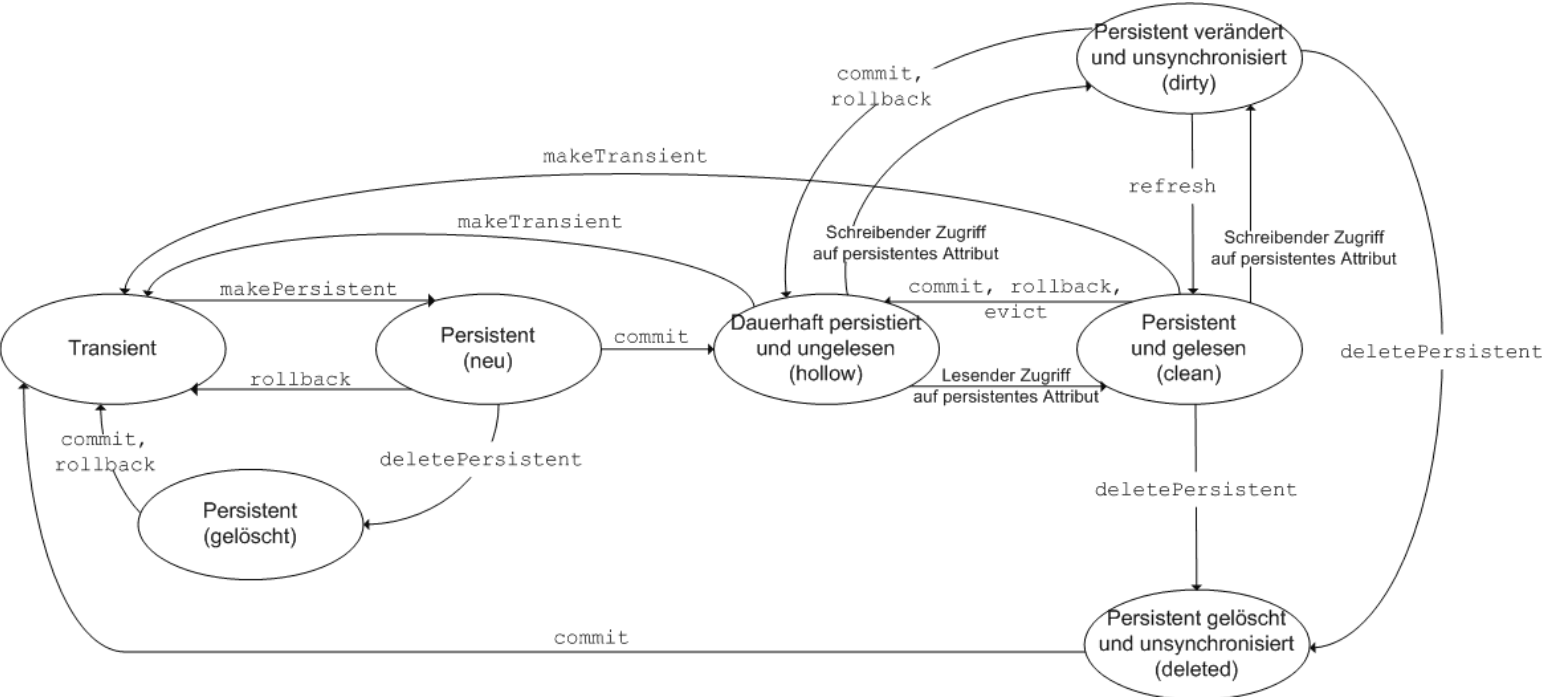 Persistent verändert
und unsynchronisiert
(dirty)
commit,
rollback
makeTransient
refresh
makeTransient
Schreibender Zugriff
auf persistentes Attribut
Schreibender Zugriff
auf persistentes Attribut
makePersistent
commit, rollback,
evict
Transient
Persistent
(neu)
commit
Dauerhaft persistiert
und ungelesen
(hollow)
Persistent
und gelesen
(clean)
deletePersistent
rollback
Lesender Zugriff
auf persistentes Attribut
commit,
rollback
deletePersistent
deletePersistent
Persistent
(gelöscht)
commit
Persistent gelöscht
und unsynchronisiert
(deleted)